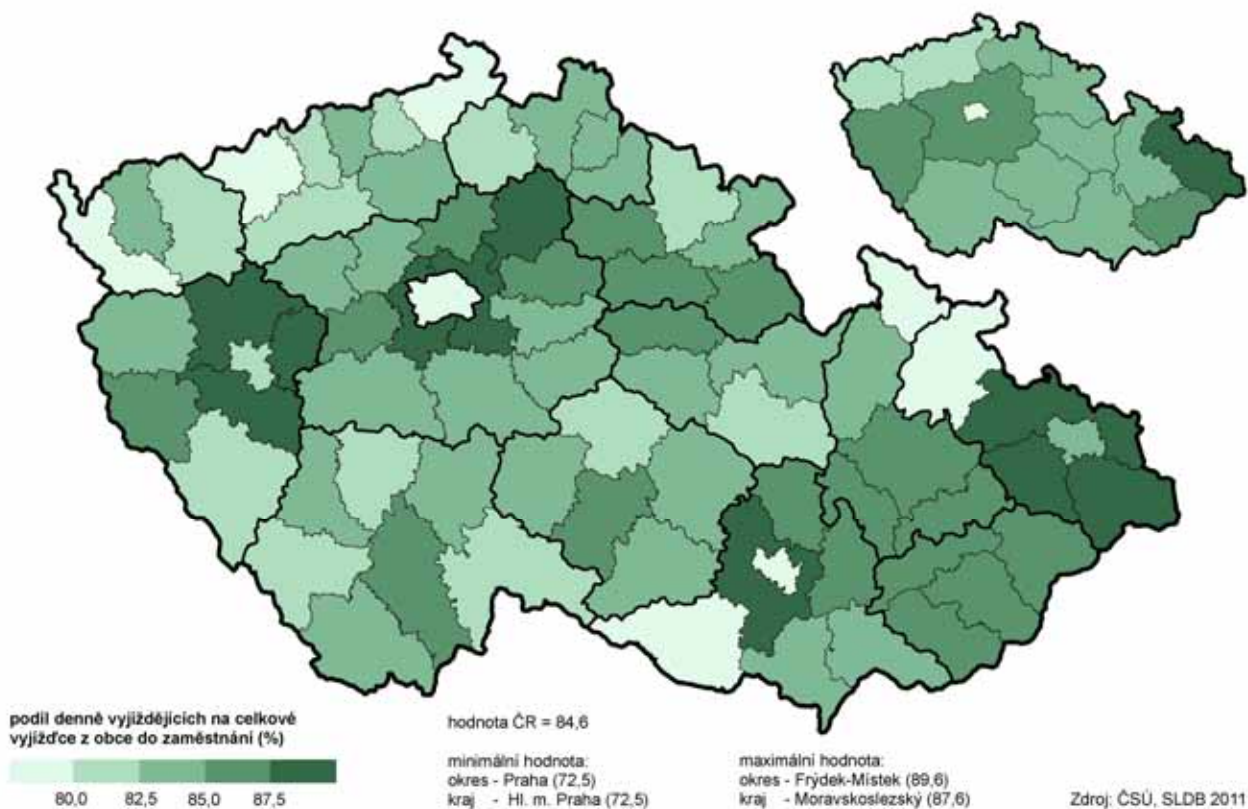 podíl denně vyjíždějících na celkové
vyjížďce z obce do zaměstnání (%)
80,0 82,5 85,0 87,5
hodnota ČR = 84,6
minimální hodnota:
okres - Praha (72,5)
kraj - Hl. m. Praha (72,5)
maximální hodnota:
okres - Frýdek-Místek (89,6)
kraj - Moravskoslezský (87,6)
Zdroj: ČSÚ, SLDB 2011